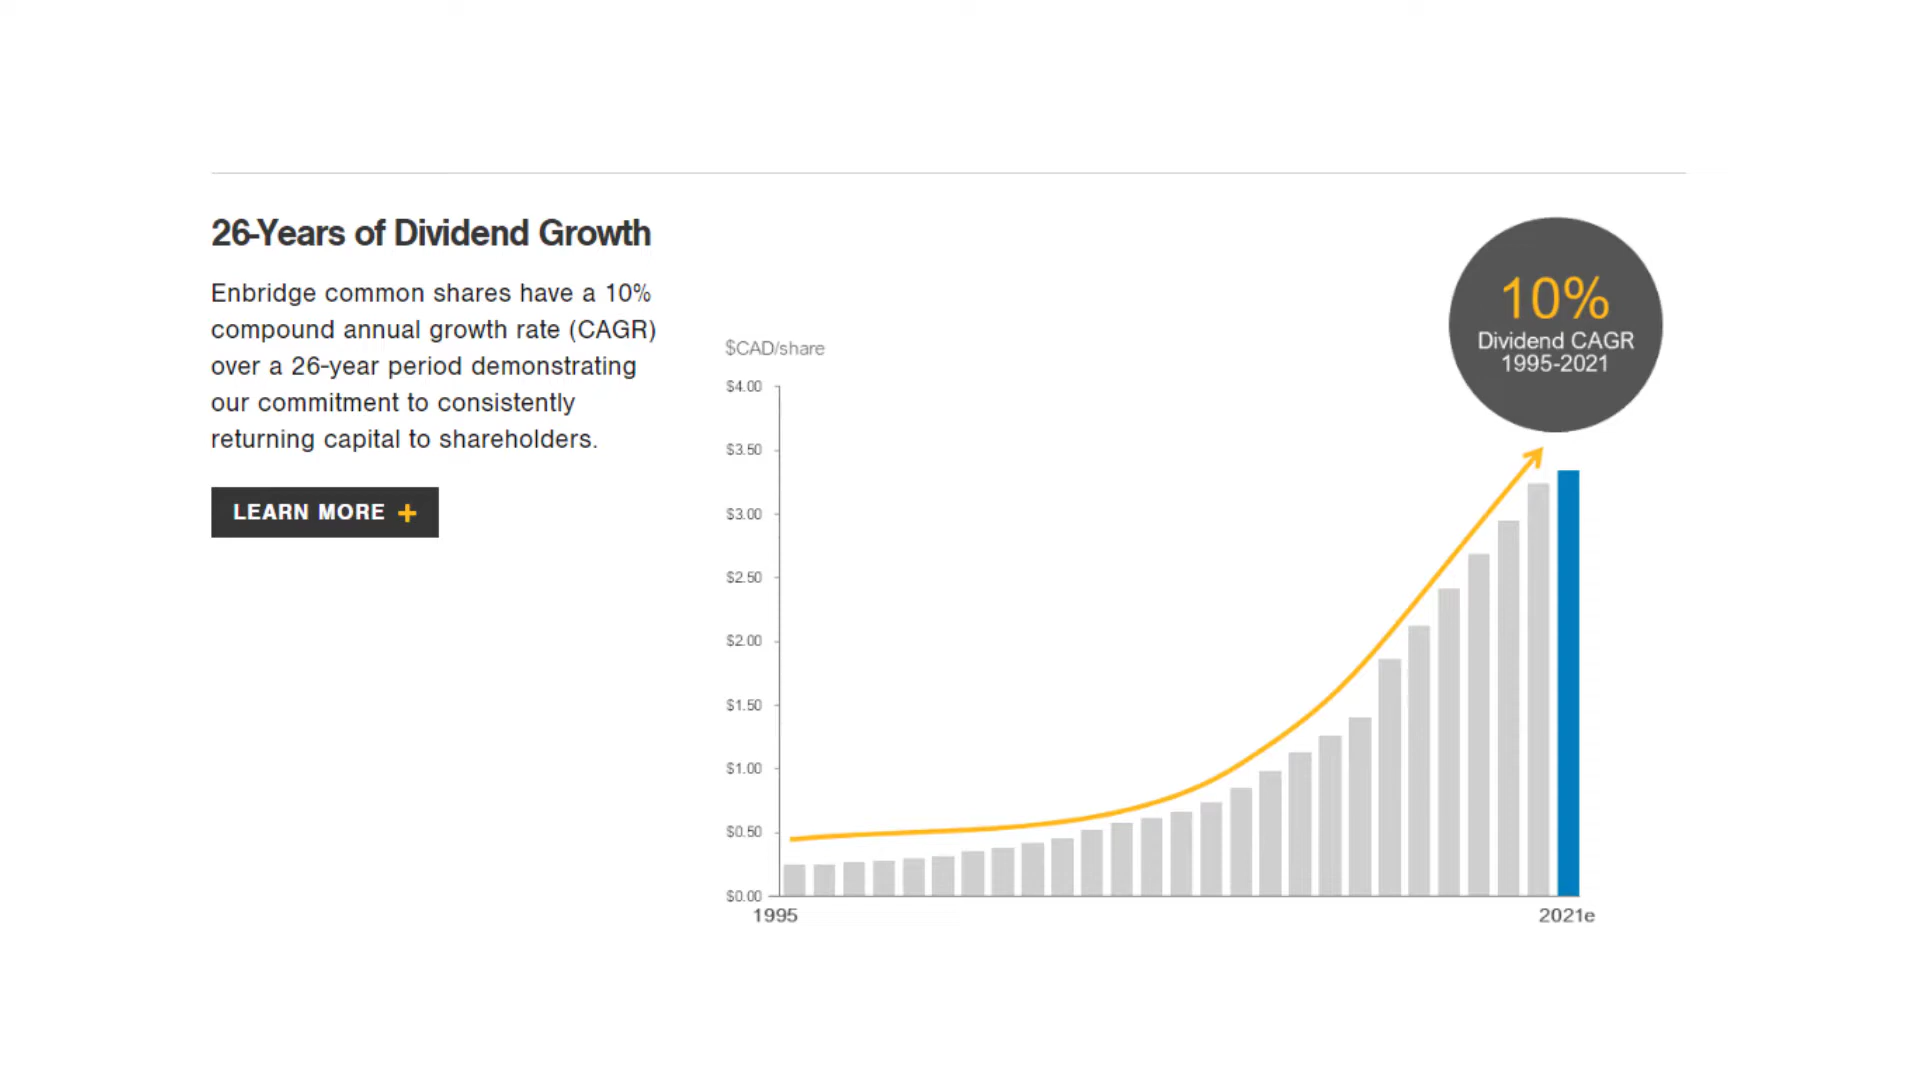 26-Years of Dividend Growth
Enbridge common shares have a 10%
compound annual growth rate (CAGR)
over a 26-year period demonstrating
our commitment to consistently
returning capital to shareholders.
LEARN MORE +
10%
Dividend CAGR
1995-2021
$CAD/share
$4.00
$3.50
$3.00
$2.50
$2.00
$1.50
$1.00
$0.50
$0.00
1995
2021e